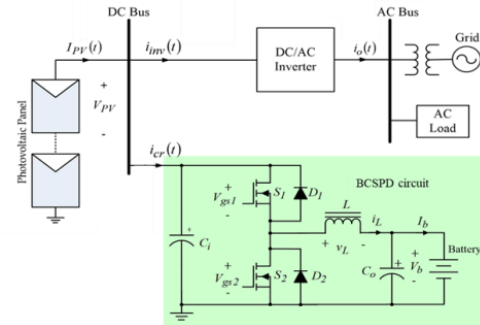 DC Bus
AC Bus
I_PV(t)
i_inv(t)
i_o(t)
Grid
DC/AC
Inverter
Photovoltaic Panel
+
V_PV
-
AC
Load
i_cr(t)
BCSPD circuit
+
V_gs1
-
S_1
D_1
L
i_L
I_b
+
C_i
+ v_L -
Battery
+
V_gs2
-
S_2
D_2
C_o
+
+
V_b
-